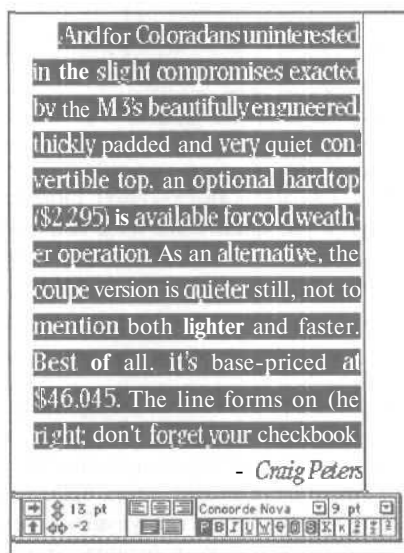 And for Coloradans uninterested
in the slight compromises exacted
by the M3's beautifully engineered,
thickly padded and very quiet con-
vertible top, an optional hardtop
($2,295) is available for cold weath-
er operation. As an alternative, the
coupe version is quieter still, not to
mention both lighter and faster.
Best of all, it's base-priced at
$46,045. The line forms on the
right; don't forget your checkbook
- Craig Peters
13 pt Concorde Nova 9 pt
-2 P B I U W